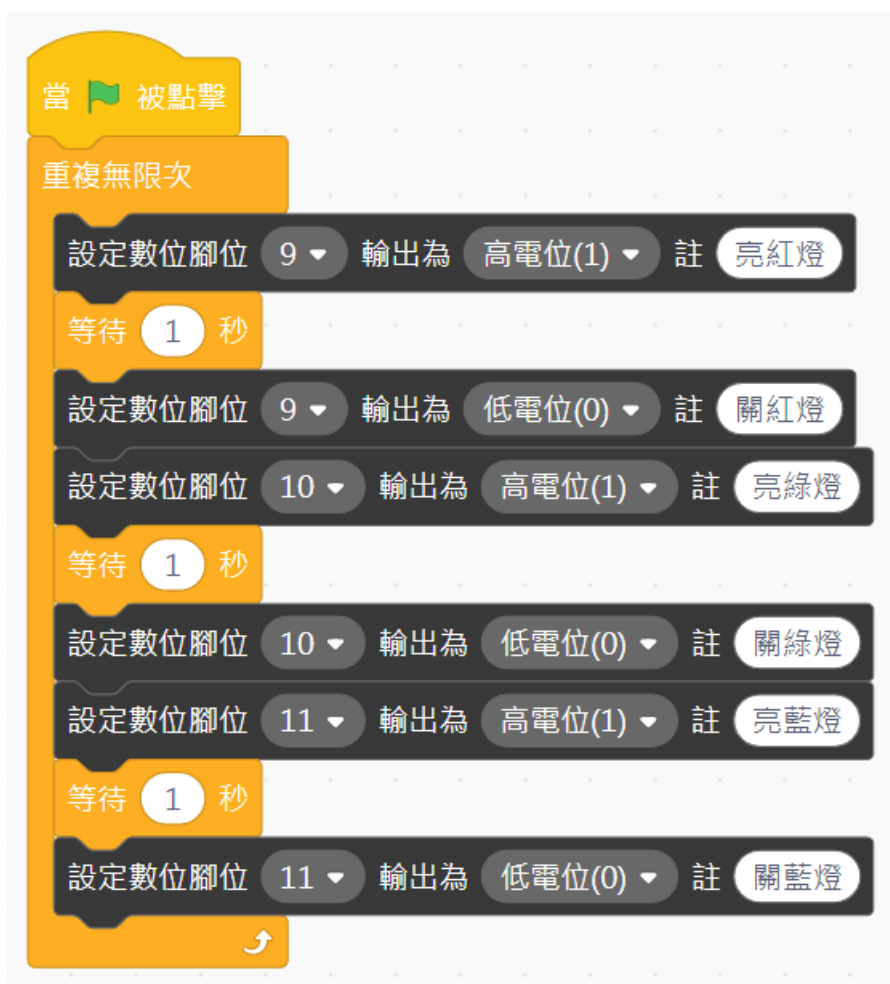 當 被點擊
重複無限次
設定數位腳位 9 輸出為 高電位(1) 註 亮紅燈
等待 1 秒
設定數位腳位 9 輸出為 低電位(0) 註 關紅燈
設定數位腳位 10 輸出為 高電位(1) 註 亮綠燈
等待 1 秒
設定數位腳位 10 輸出為 低電位(0) 註 關綠燈
設定數位腳位 11 輸出為 高電位(1) 註 亮藍燈
等待 1 秒
設定數位腳位 11 輸出為 低電位(0) 註 關藍燈